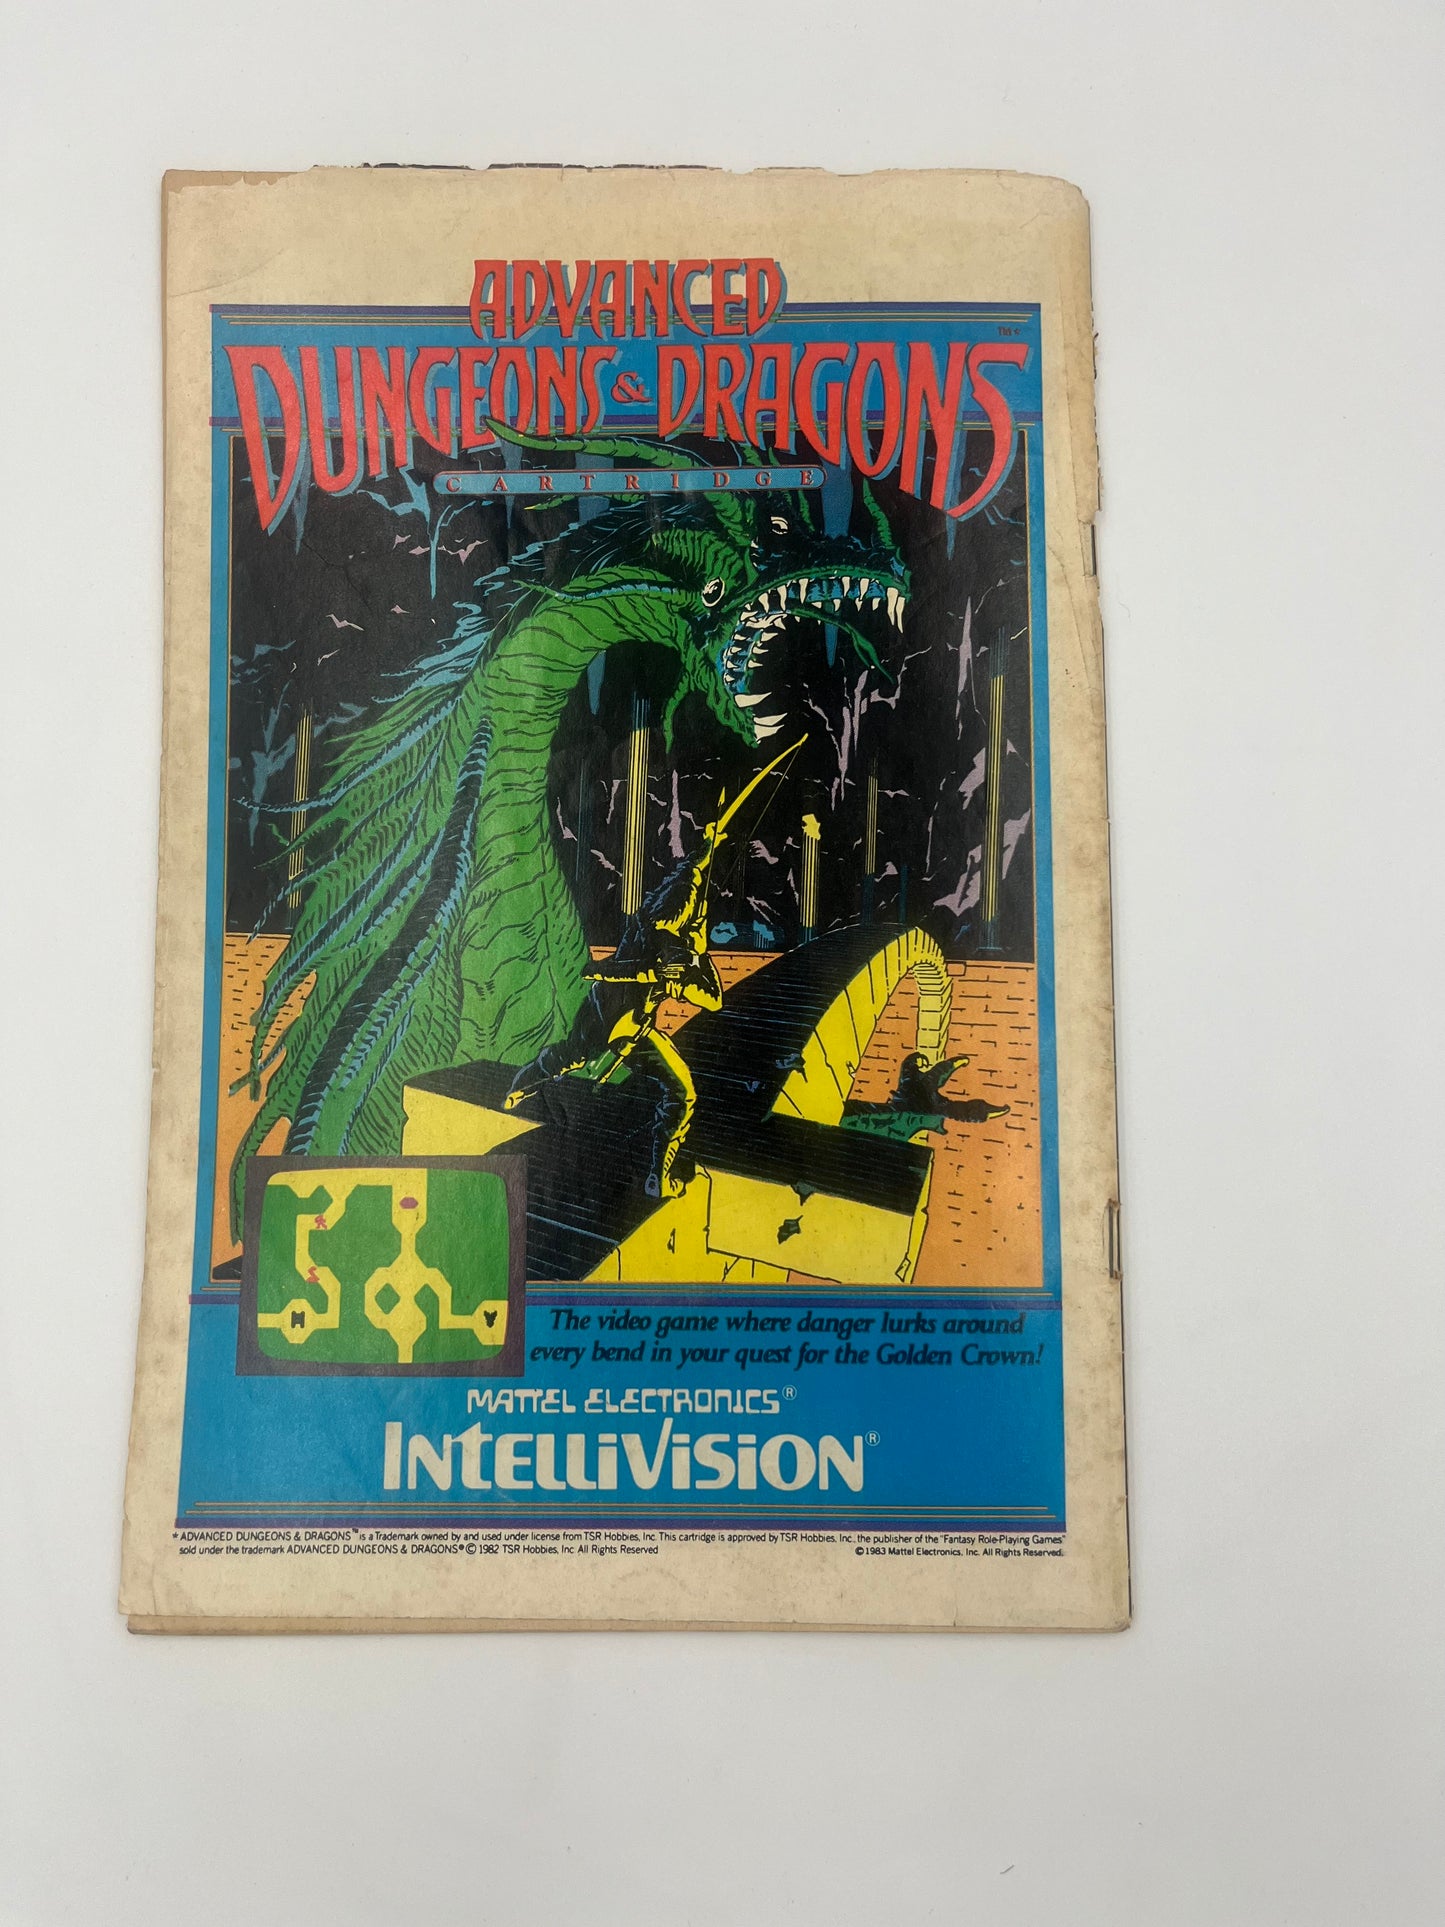 ADVANCED
TM*
DUNGEONS & DRAGONS
CARTRIDGE
The video game where danger lurks around
every bend in your quest for the Golden Crown!
MATTEL ELECTRONICS®
INTELLIVISION®
* ADVANCED DUNGEONS & DRAGONS™ is a Trademark owned by and used under license from TSR Hobbies, Inc. This cartridge is approved by TSR Hobbies, Inc., the publisher of the "Fantasy Role-Playing Games"
sold under the trademark ADVANCED DUNGEONS & DRAGONS® © 1982 TSR Hobbies, Inc. All Rights Reserved
© 1983 Mattel Electronics, Inc. All Rights Reserved.